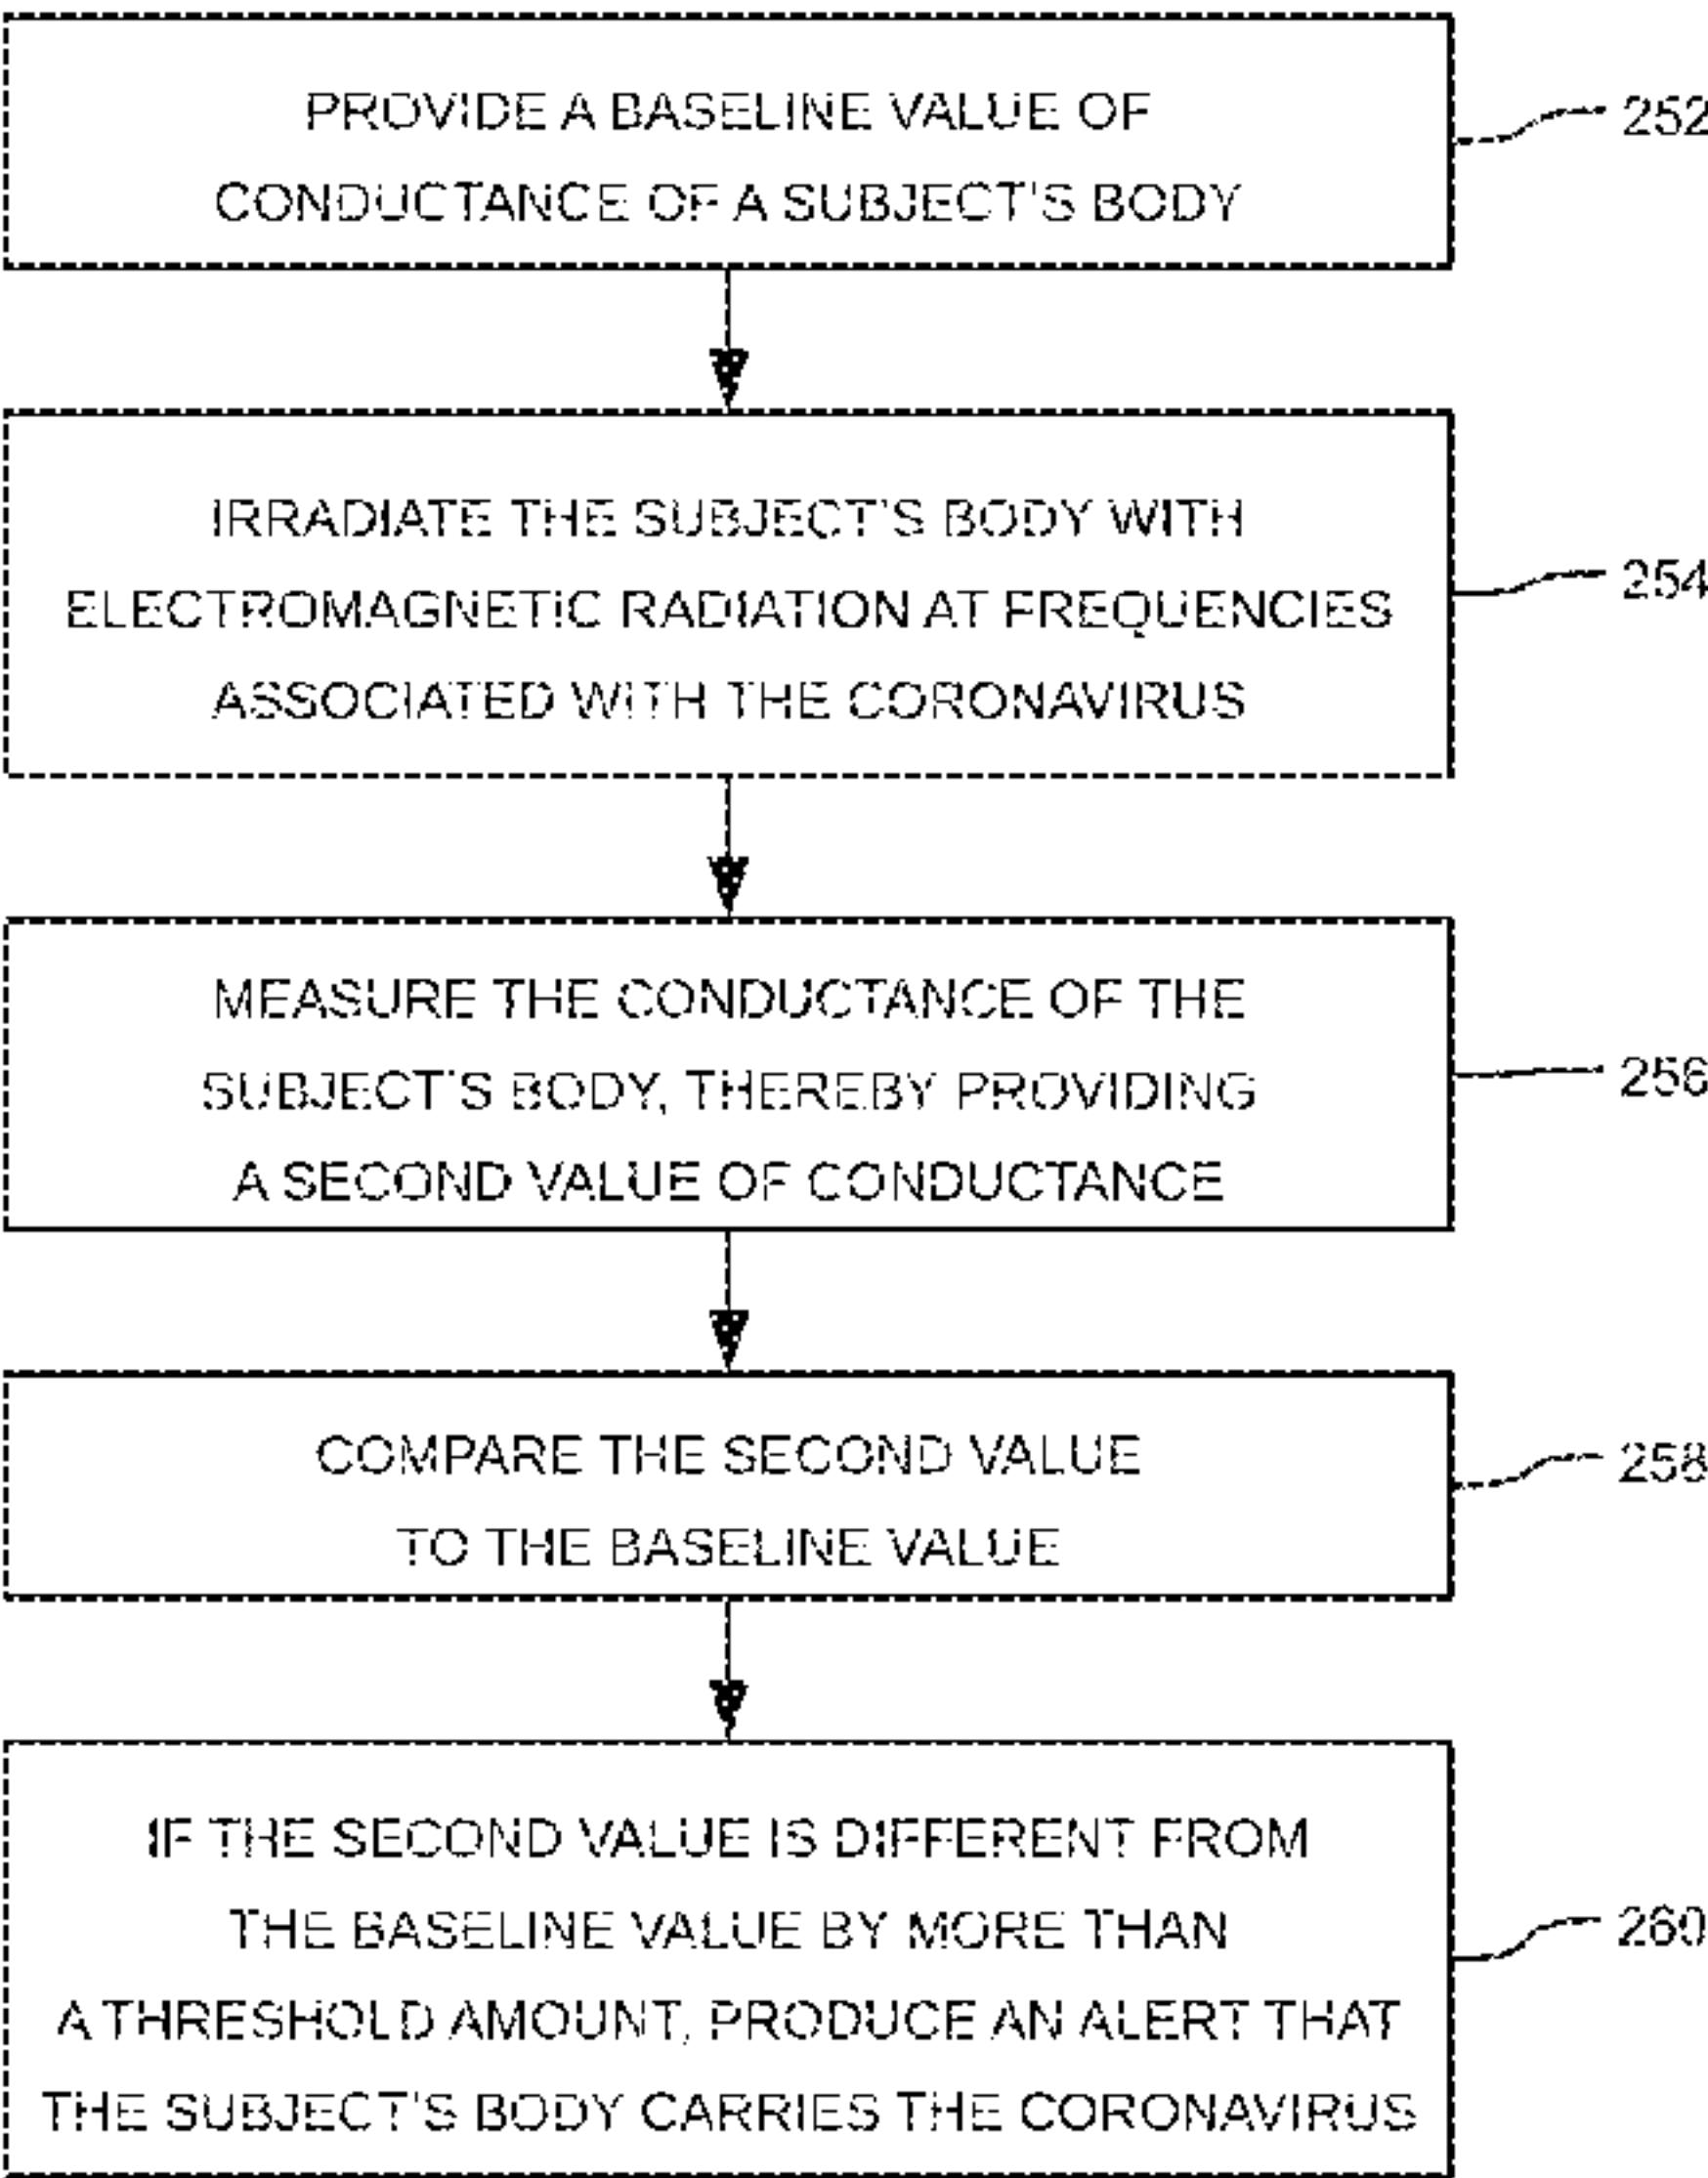 PROVIDE A BASELINE VALUE OF
CONDUCTANCE OF A SUBJECT'S BODY
252
IRRADIATE THE SUBJECT'S BODY WITH
ELECTROMAGNETIC RADIATION AT FREQUENCIES
ASSOCIATED WITH THE CORONAVIRUS
254
MEASURE THE CONDUCTANCE OF THE
SUBJECT'S BODY, THEREBY PROVIDING
A SECOND VALUE OF CONDUCTANCE
256
COMPARE THE SECOND VALUE
TO THE BASELINE VALUE
258
IF THE SECOND VALUE IS DIFFERENT FROM
THE BASELINE VALUE BY MORE THAN
A THRESHOLD AMOUNT, PRODUCE AN ALERT THAT
THE SUBJECT'S BODY CARRIES THE CORONAVIRUS
260